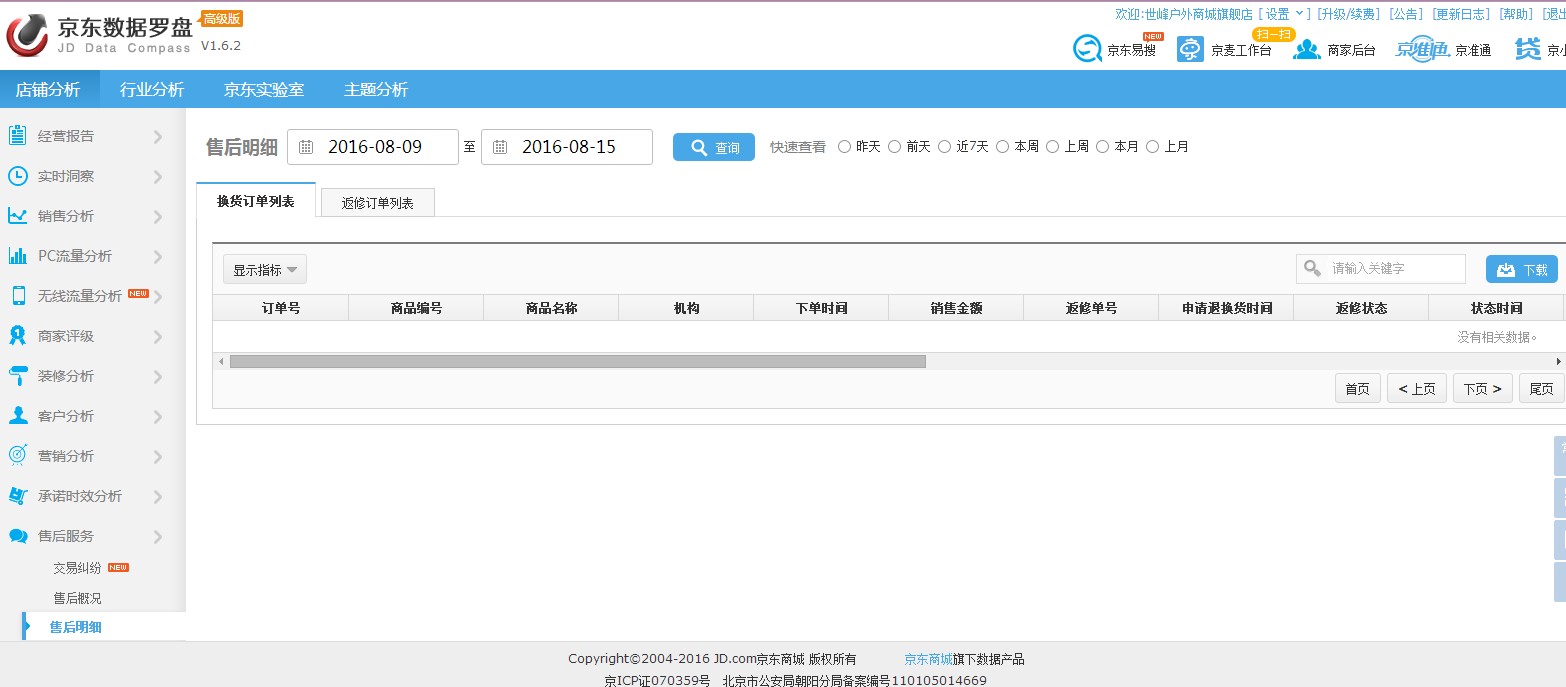 京东数据罗盘 高级版
JD Data Compass V1.6.2
欢迎:世峰户外商城旗舰店 [ 设置 ] [升级/续费] [公告] [更新日志] [帮助] [退出
京东易搜 NEW 京麦工作台 扫一扫 商家后台 京准通 京准通 贷 京小
店铺分析 行业分析 京东实验室 主题分析
经营报告
实时洞察
销售分析
PC流量分析
无线流量分析 NEW
商家评级
装修分析
客户分析
营销分析
承诺时效分析
售后服务
交易纠纷 NEW
售后概况
售后明细
售后明细 2016-08-09 至 2016-08-15 查询 快速查看 昨天 前天 近7天 本周 上周 本月 上月
换货订单列表 返修订单列表
显示指标 请输入关键字 下载
订单号 商品编号 商品名称 机构 下单时间 销售金额 返修单号 申请退换货时间 返修状态 状态时间
没有相关数据。
首页 < 上页 下页 > 尾页
Copyright©2004-2016 JD.com京东商城 版权所有 京东商城旗下数据产品
京ICP证070359号 北京市公安局朝阳分局备案编号110105014669